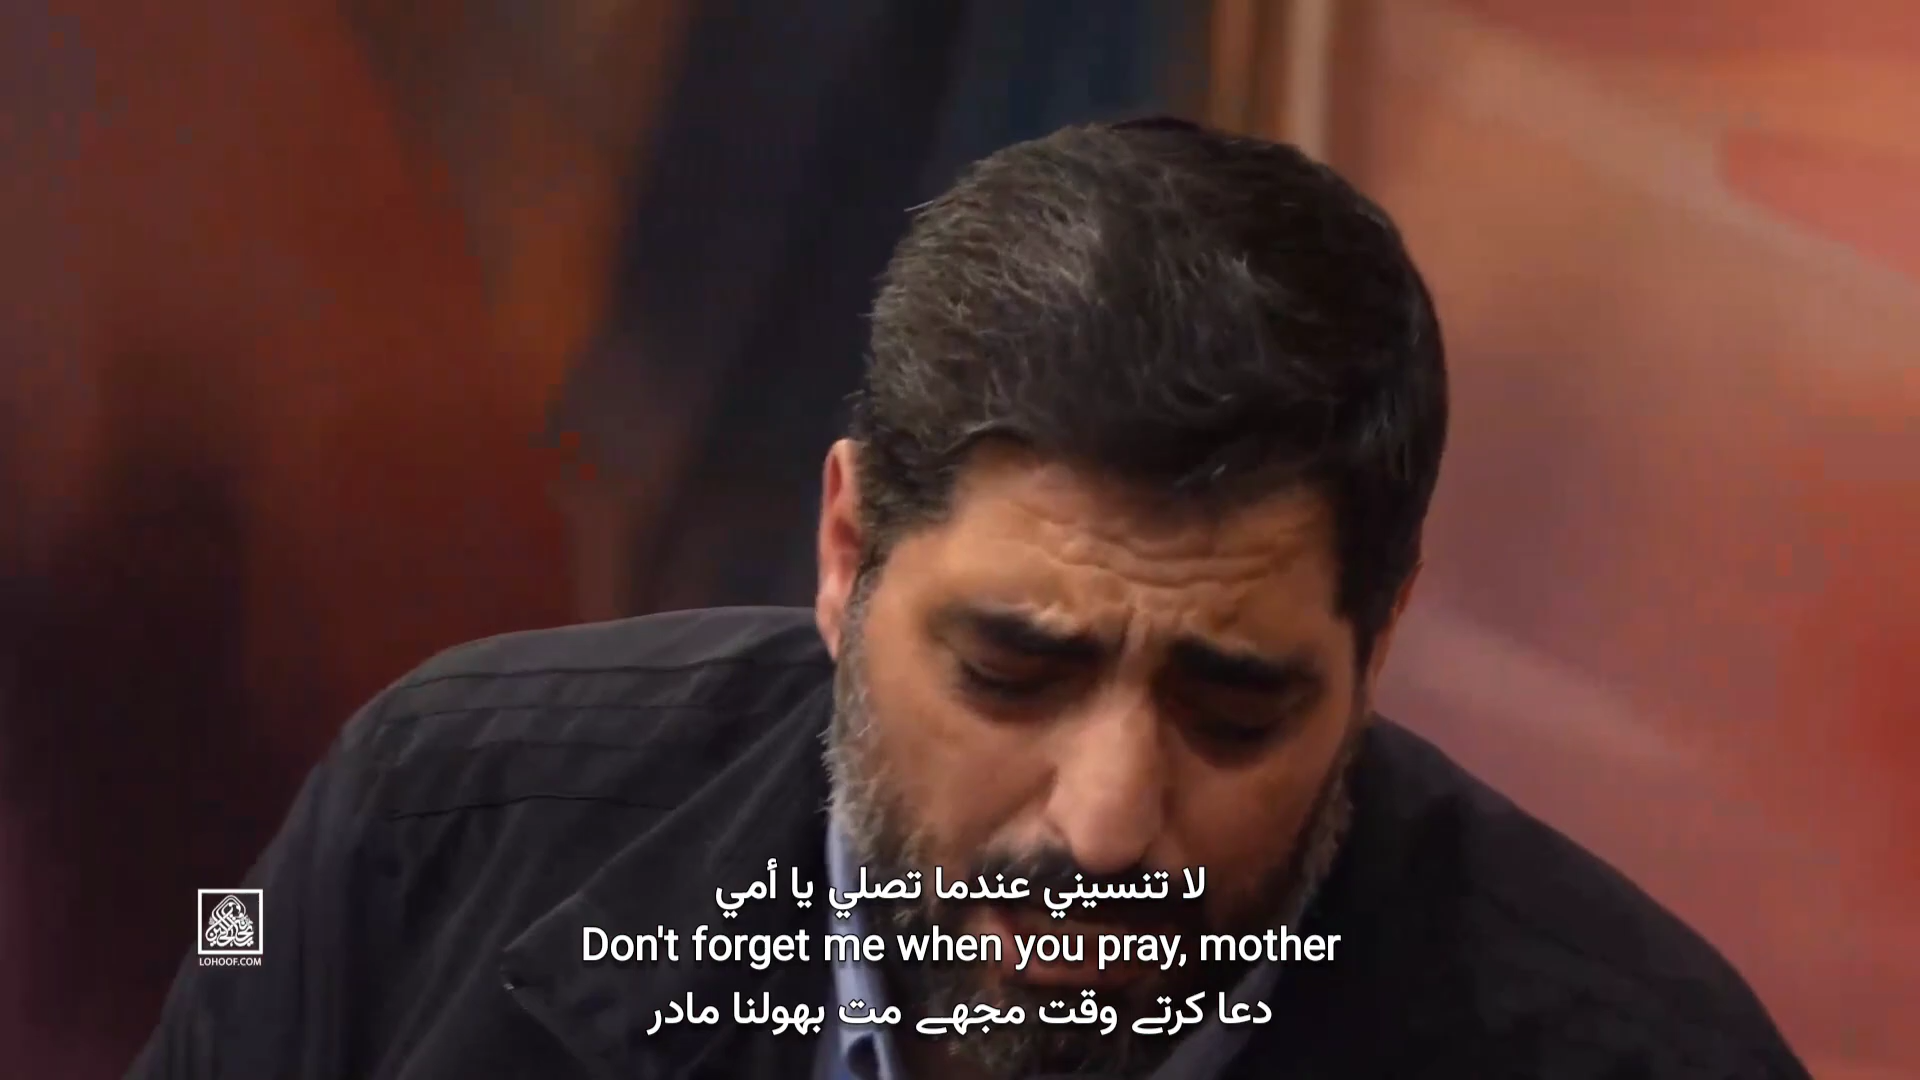 لا تنسيني عندما تصلي يا أمي
Don't forget me when you pray, mother
دعا کرتے وقت مجھے مت بھولنا مادر
LOHOOF.COM